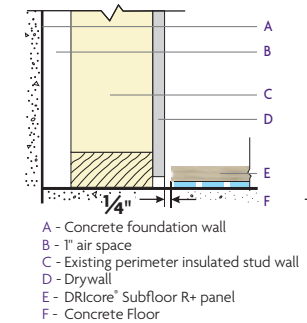 A
B
C
D
E
1/4"
F
A - Concrete foundation wall
B - 1" air space
C - Existing perimeter insulated stud wall
D - Drywall
E - DRIcore® Subfloor R+ panel
F - Concrete Floor